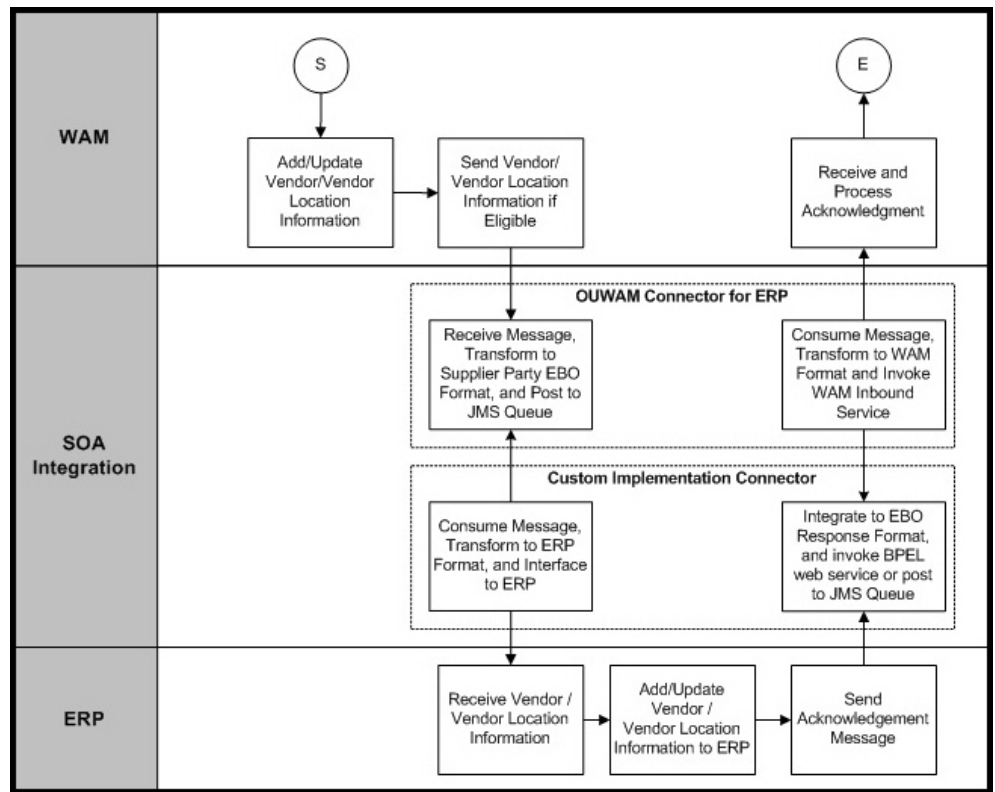 S
E
WAM
Add/Update
Vendor/Vendor
Location
Information
Send Vendor/
Vendor Location
Information if
Eligible
Receive and
Process
Acknowledgment
SOA
Integration
OUWAM Connector for ERP
Receive Message,
Transform to
Supplier Party EBO
Format, and Post to
JMS Queue
Consume Message,
Transform to WAM
Format and Invoke
WAM Inbound
Service
Custom Implementation Connector
Consume Message,
Transform to ERP
Format, and Interface
to ERP
Integrate to EBO
Response Format,
and invoke BPEL
web service or post
to JMS Queue
ERP
Receive Vendor /
Vendor Location
Information
Add/Update
Vendor /
Vendor Location
Information to ERP
Send
Acknowledgement
Message